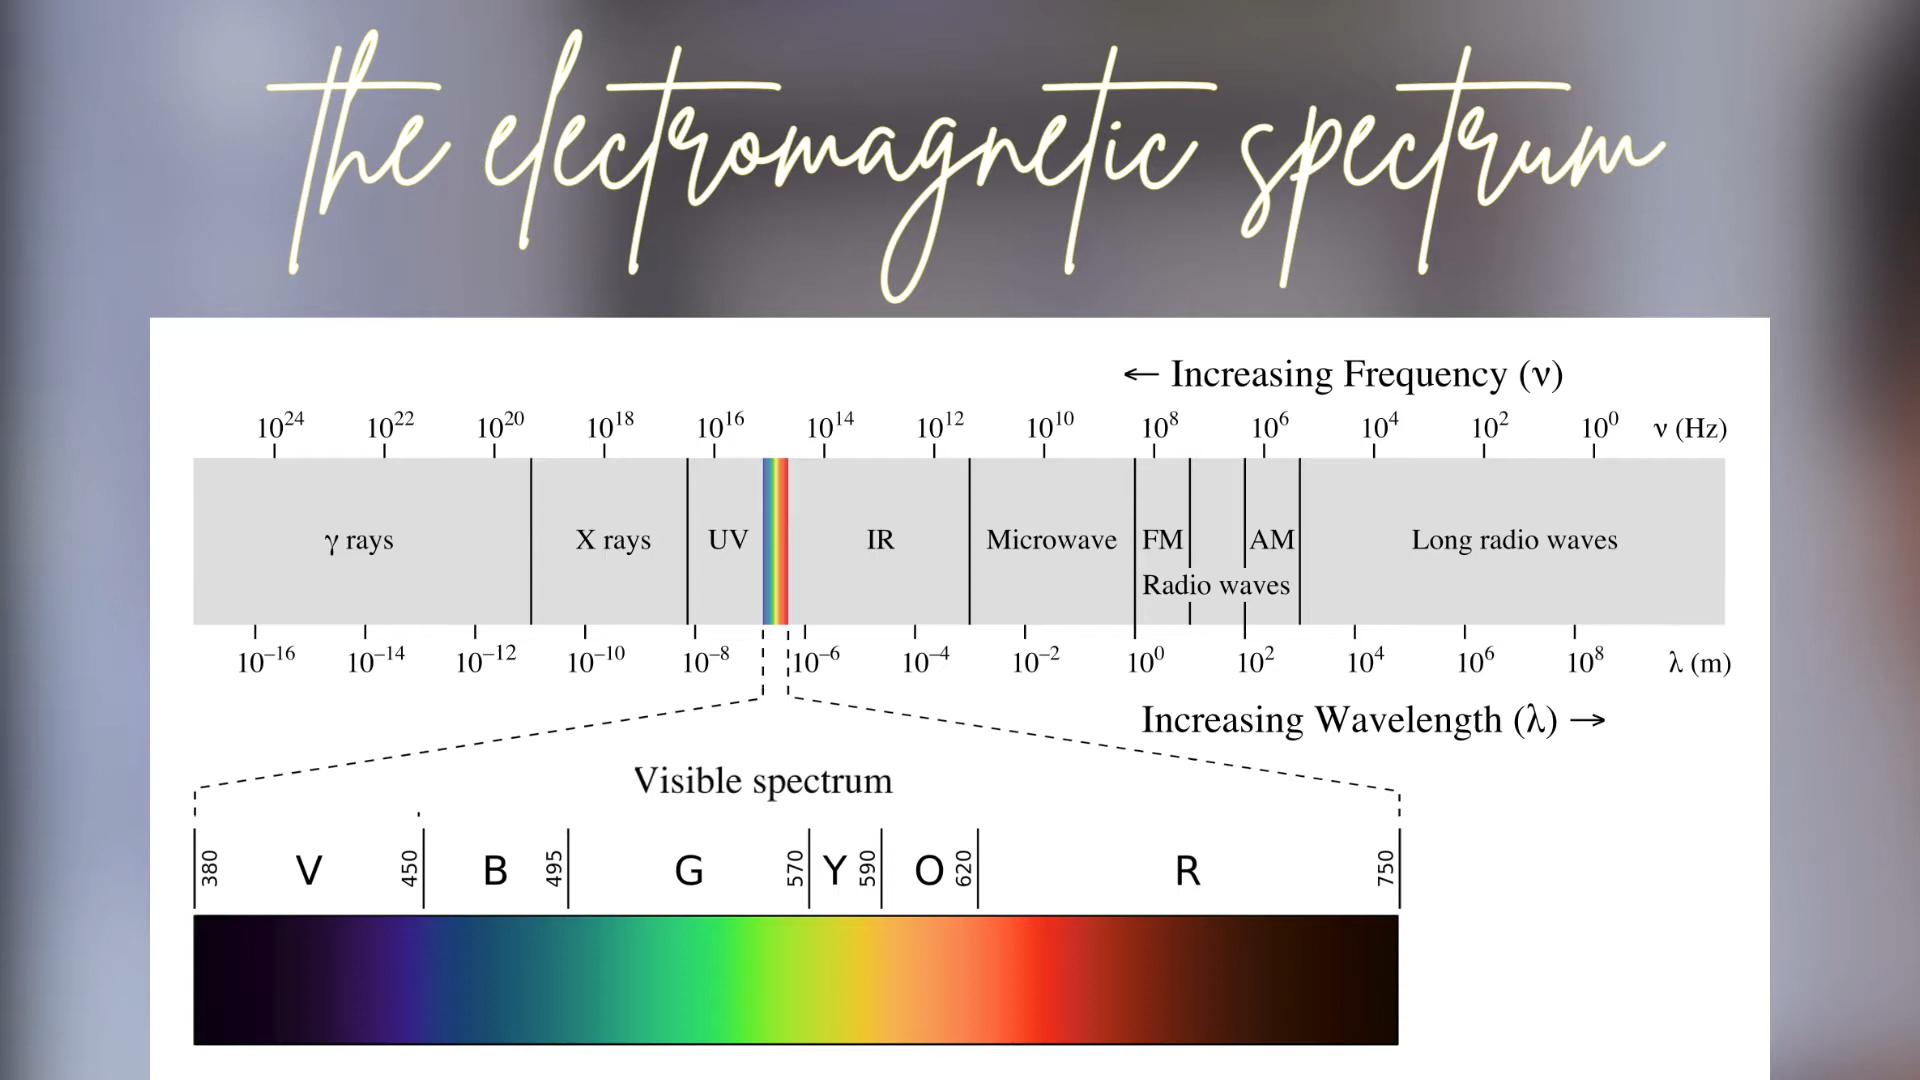 the electromagnetic spectrum
← Increasing Frequency (ν)
10²⁴ 10²² 10²⁰ 10¹⁸ 10¹⁶ 10¹⁴ 10¹² 10¹⁰ 10⁸ 10⁶ 10⁴ 10² 10⁰ ν (Hz)
γ rays X rays UV IR Microwave FM AM Long radio waves
Radio waves
10⁻¹⁶ 10⁻¹⁴ 10⁻¹² 10⁻¹⁰ 10⁻⁸ 10⁻⁶ 10⁻⁴ 10⁻² 10⁰ 10² 10⁴ 10⁶ 10⁸ λ (m)
Increasing Wavelength (λ) →
Visible spectrum
380 V 450 B 495 G 570 Y 590 O 620 R 750